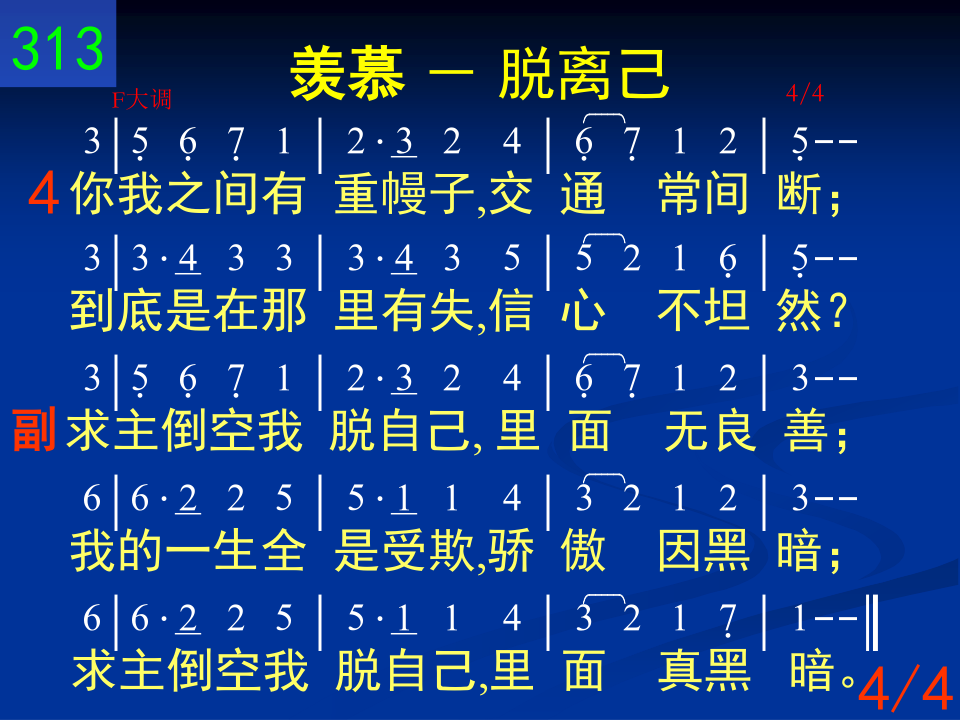 313
羡慕 － 脱离己
F大调 4/4
3|5̣ 6̣ 7̣ 1|2·3̲ 2 4|6̣ 7̣ 1 2|5̣--
4 你我之间有 重幔子,交 通 常间 断；
3|3·4̲ 3 3|3·4̲ 3 5|5 2 1 6̣|5̣--
到底是在那 里有失,信 心 不坦 然？
3|5̣ 6̣ 7̣ 1|2·3̲ 2 4|6̣ 7̣ 1 2|3--
副 求主倒空我 脱自己, 里 面 无良 善；
6|6·2̲ 2 5|5·1̲ 1 4|3 2 1 2|3--
我的一生全 是受欺,骄 傲 因黑 暗；
6|6·2̲ 2 5|5·1̲ 1 4|3 2 1 7̣|1--‖
求主倒空我 脱自己,里 面 真黑 暗。
4/4